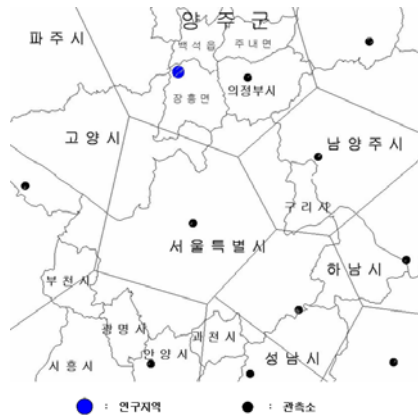 양 주 군
파 주 시
백 석 읍
주 내 면
의정부시
장 흥 면
고 양 시
남 양 주 시
구 리 시
서 울 특 별 시
하 남 시
부 천 시
광 명 시
과 천 시
안 양 시
성 남 시
시 흥 시
: 연구지역
: 관측소